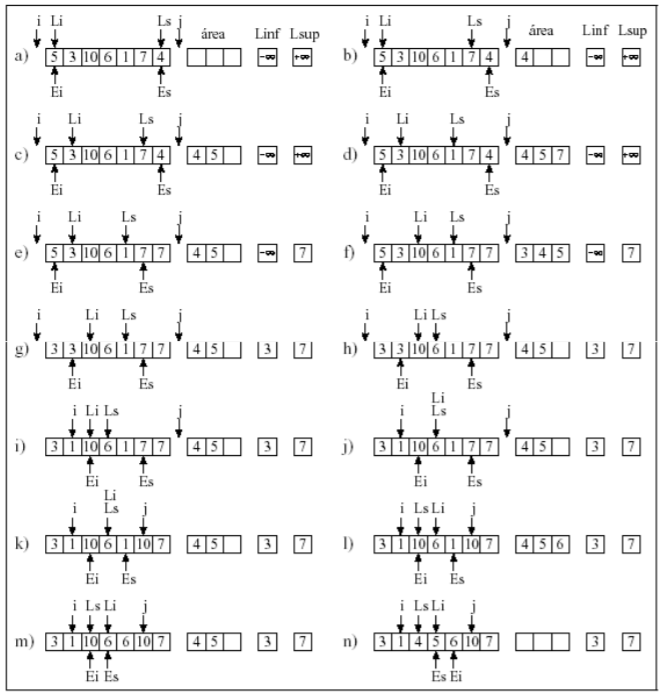 i Li Ls j área Linf Lsup
a) 5 3 10 6 1 7 4 -∞ +∞
Ei Es
i Li Ls j área Linf Lsup
b) 5 3 10 6 1 7 4 4 -∞ +∞
Ei Es
i Li Ls j
c) 5 3 10 6 1 7 4 4 5 -∞ +∞
Ei Es
i Li Ls j
d) 5 3 10 6 1 7 4 4 5 7 -∞ +∞
Ei Es
i Li Ls j
e) 5 3 10 6 1 7 7 4 5 -∞ 7
Ei Es
i Li Ls j
f) 5 3 10 6 1 7 7 3 4 5 -∞ 7
Ei Es
i Li Ls j
g) 3 3 10 6 1 7 7 4 5 3 7
Ei Es
i Li Ls j
h) 3 3 10 6 1 7 7 4 5 3 7
Ei Es
i Li Ls j
i) 3 1 10 6 1 7 7 4 5 3 7
Ei Es
Li
i Ls j
j) 3 1 10 6 1 7 7 4 5 3 7
Ei Es
Li
i Ls j
k) 3 1 10 6 1 10 7 4 5 3 7
Ei Es
i Ls Li j
l) 3 1 10 6 1 10 7 4 5 6 3 7
Ei Es
i Ls Li j
m) 3 1 10 6 6 10 7 4 5 3 7
Ei Es
i Ls Li j
n) 3 1 4 5 6 10 7 3 7
Es Ei